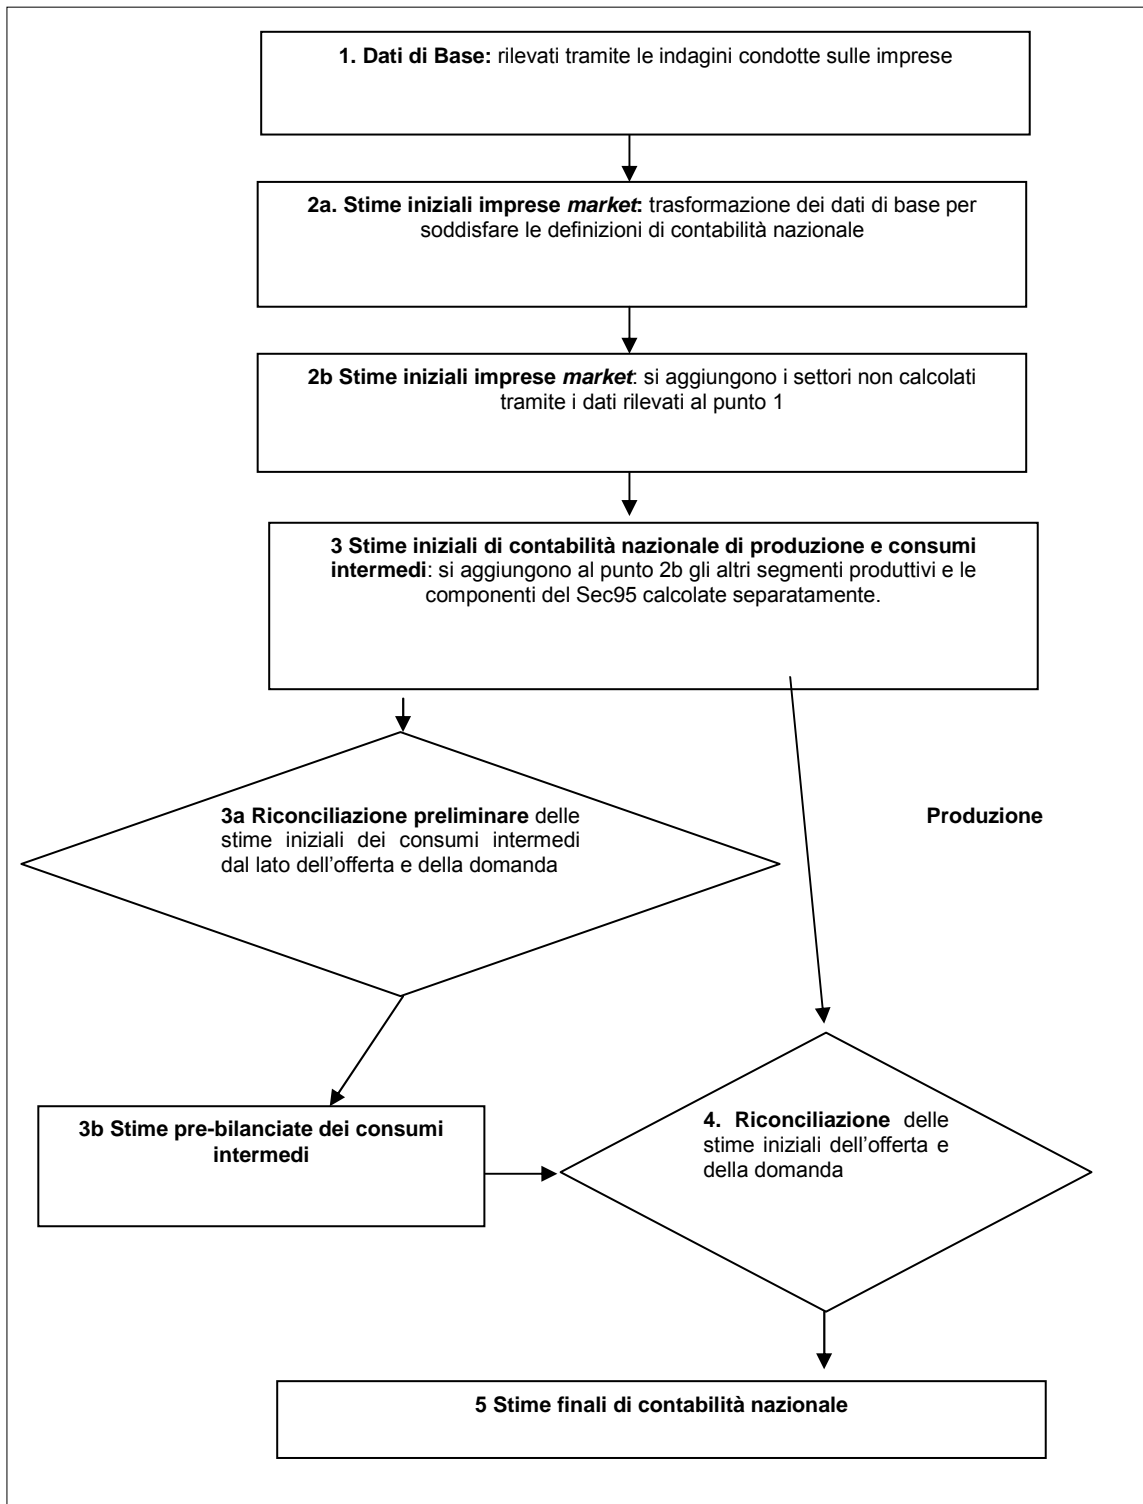 1. Dati di Base: rilevati tramite le indagini condotte sulle imprese
2a. Stime iniziali imprese market: trasformazione dei dati di base per
soddisfare le definizioni di contabilità nazionale
2b Stime iniziali imprese market: si aggiungono i settori non calcolati
tramite i dati rilevati al punto 1
3 Stime iniziali di contabilità nazionale di produzione e consumi
intermedi: si aggiungono al punto 2b gli altri segmenti produttivi e le
componenti del Sec95 calcolate separatamente.
3a Riconciliazione preliminare delle
stime iniziali dei consumi intermedi
dal lato dell'offerta e della domanda
Produzione
3b Stime pre-bilanciate dei consumi
intermedi
4. Riconciliazione delle
stime iniziali dell'offerta e
della domanda
5 Stime finali di contabilità nazionale